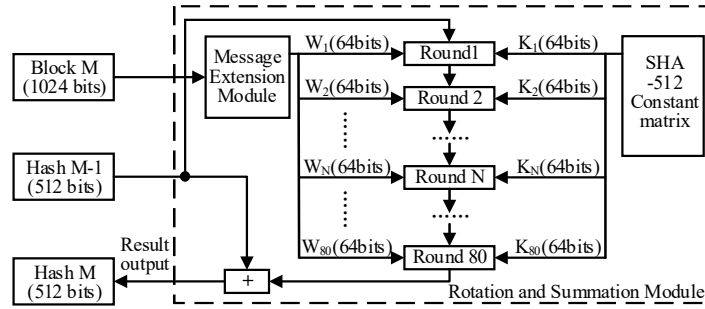 Block M
(1024 bits)
Hash M-1
(512 bits)
Hash M
(512 bits)
Result
output
Message
Extension
Module
W₁(64bits)
W₂(64bits)
......
W_N(64bits)
......
W₈₀(64bits)
Round1
Round 2
......
Round N
......
Round 80
+
K₁(64bits)
K₂(64bits)
K_N(64bits)
K₈₀(64bits)
SHA
-512
Constant
matrix
Rotation and Summation Module